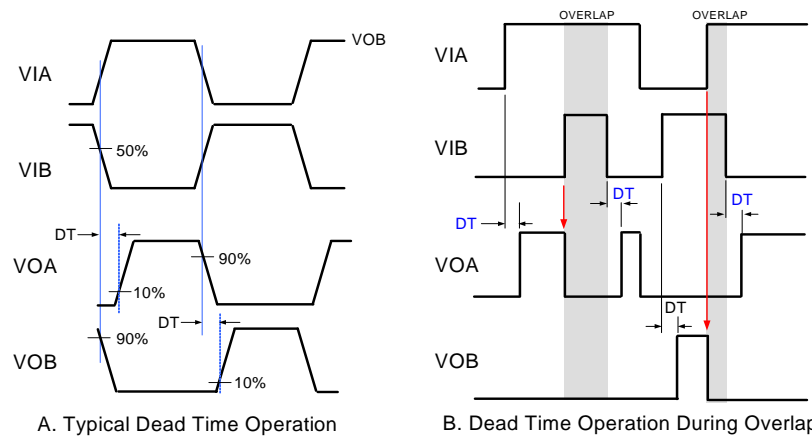 VOB
VIA
VIB
50%
DT
VOA
90%
10%
DT
VOB
90%
10%
A. Typical Dead Time Operation
OVERLAP
OVERLAP
VIA
VIB
DT
DT
DT
VOA
DT
VOB
B. Dead Time Operation During Overlap